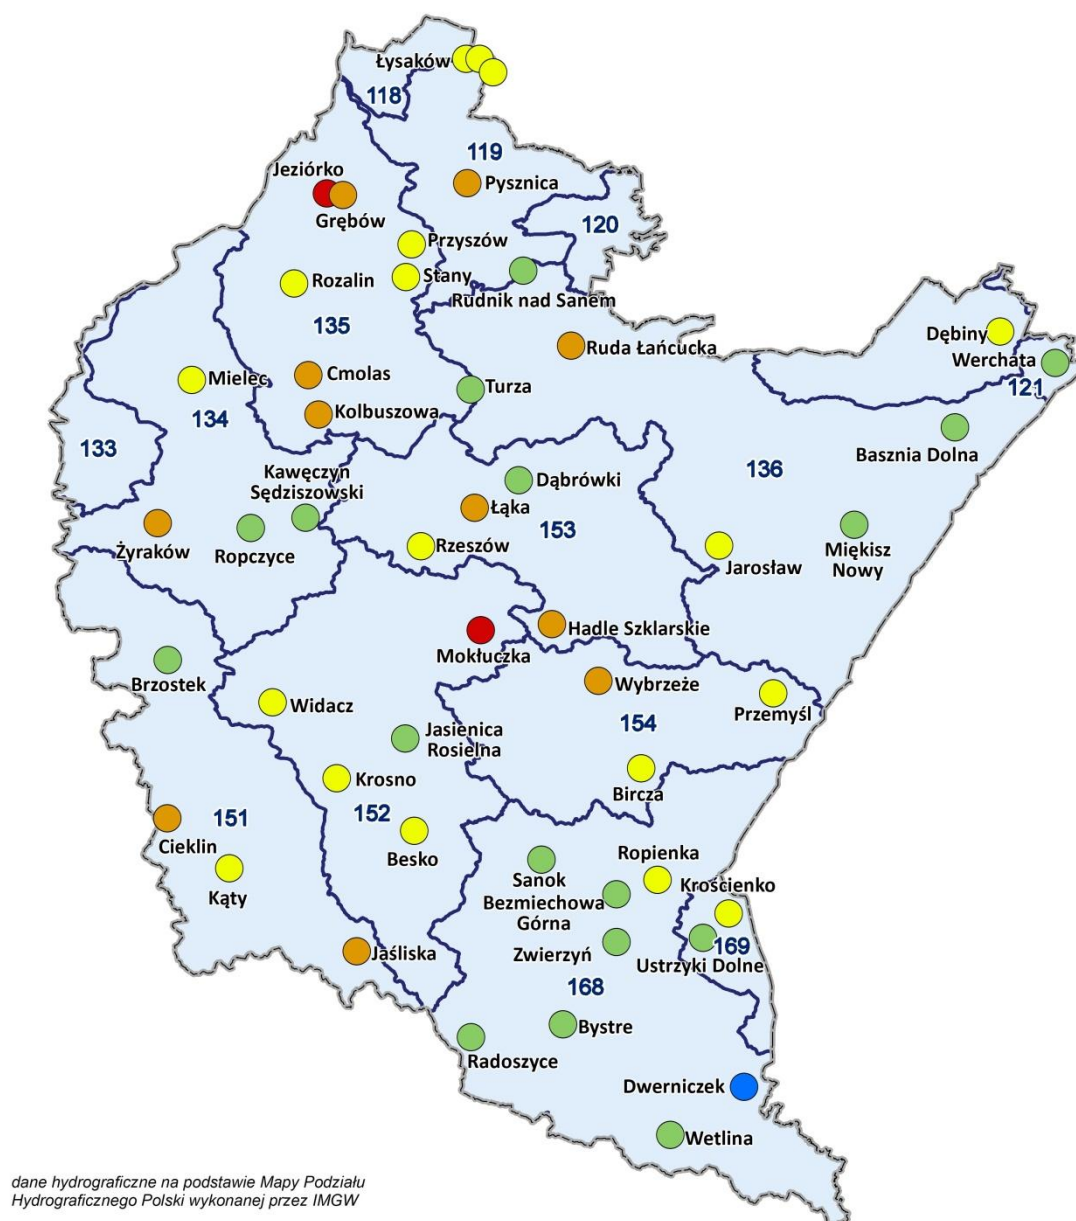 Łysaków
118
119
Jeziórko
Pysznica
Grębów
120
Przyszów
Stany
Rozalin
Rudnik nad Sanem
135
Dębiny
Ruda Łańcucka
Werchata
Mielec
Cmolas
Turza
121
Kolbuszowa
134
133
Basznia Dolna
136
Kawęczyn
Sędziszowski
Dąbrówki
Łąka
153
Żyraków
Ropczyce
Rzeszów
Jarosław
Miękisz
Nowy
Hadle Szklarskie
Mokłuczka
Brzostek
Wybrzeże
Widacz
Przemyśl
154
Jasienica
Rosielna
Krosno
Bircza
151
152
Cieklin
Besko
Ropienka
Kąty
Sanok
Krościenko
Bezmiechowa
Górna
169
Jaśliska
Zwierzyń
Ustrzyki Dolne
168
Bystre
Radoszyce
Dwerniczek
Wetlina
dane hydrograficzne na podstawie Mapy Podziału
Hydrograficznego Polski wykonanej przez IMGW